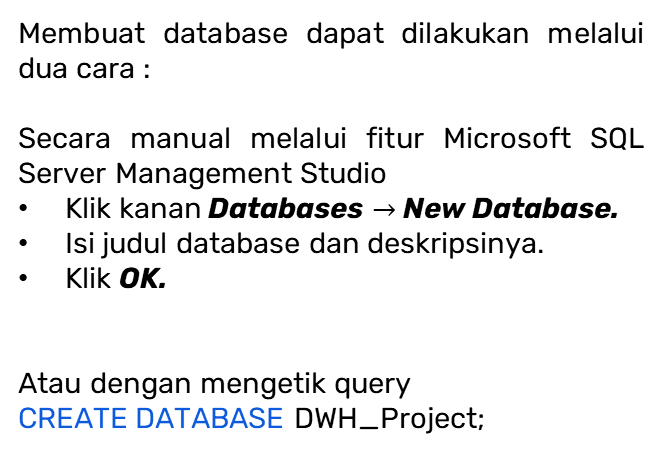 Membuat database dapat dilakukan melalui
dua cara :
Secara manual melalui fitur Microsoft SQL
Server Management Studio
• Klik kanan Databases → New Database.
• Isi judul database dan deskripsinya.
• Klik OK.
Atau dengan mengetik query
CREATE DATABASE DWH_Project;